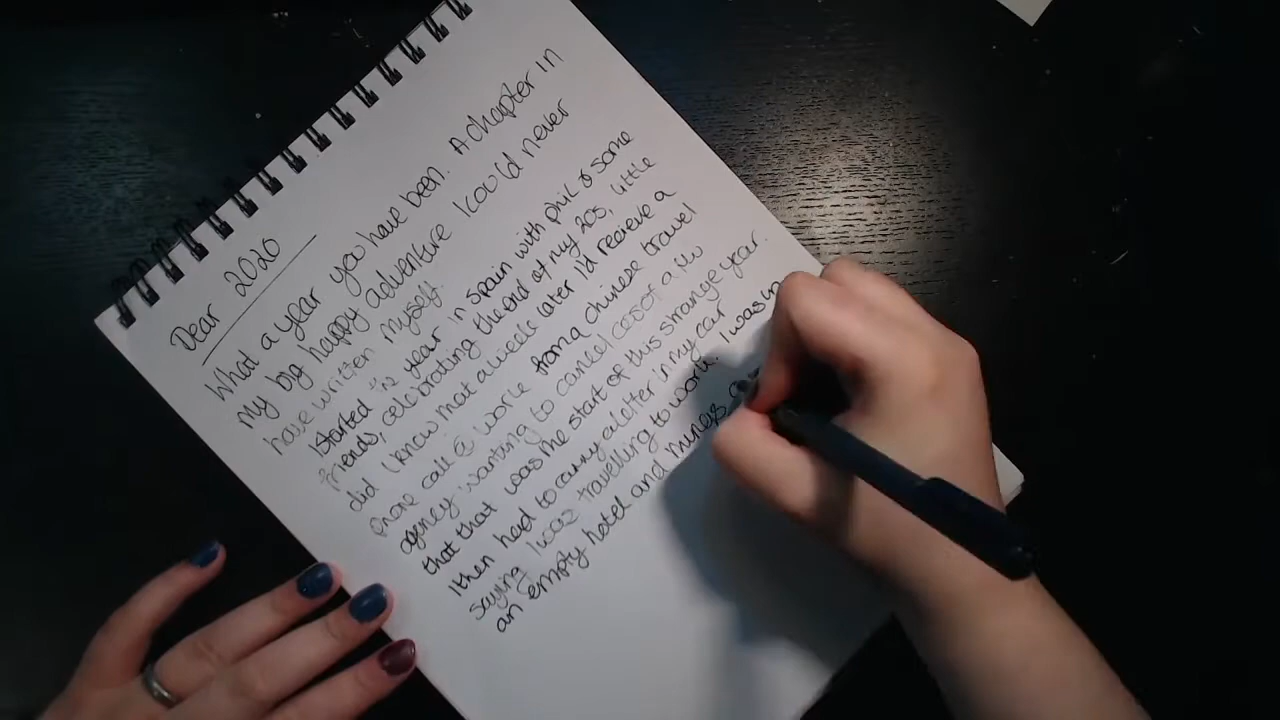 Dear 2020
What a year you have been. A chapter in
my big happy adventure I could never
have written myself.
I started the year in Spain with Phil & some
friends, celebrating the end of my 20s, little
did I know that a week later I'd recieve a
phone call @ work from a chinese travel
agency wanting to cancel cos of a flu
that that was the start of this strange year.
I then had to carry a letter in my car
saying I was travelling to work. I was in
an empty hotel and